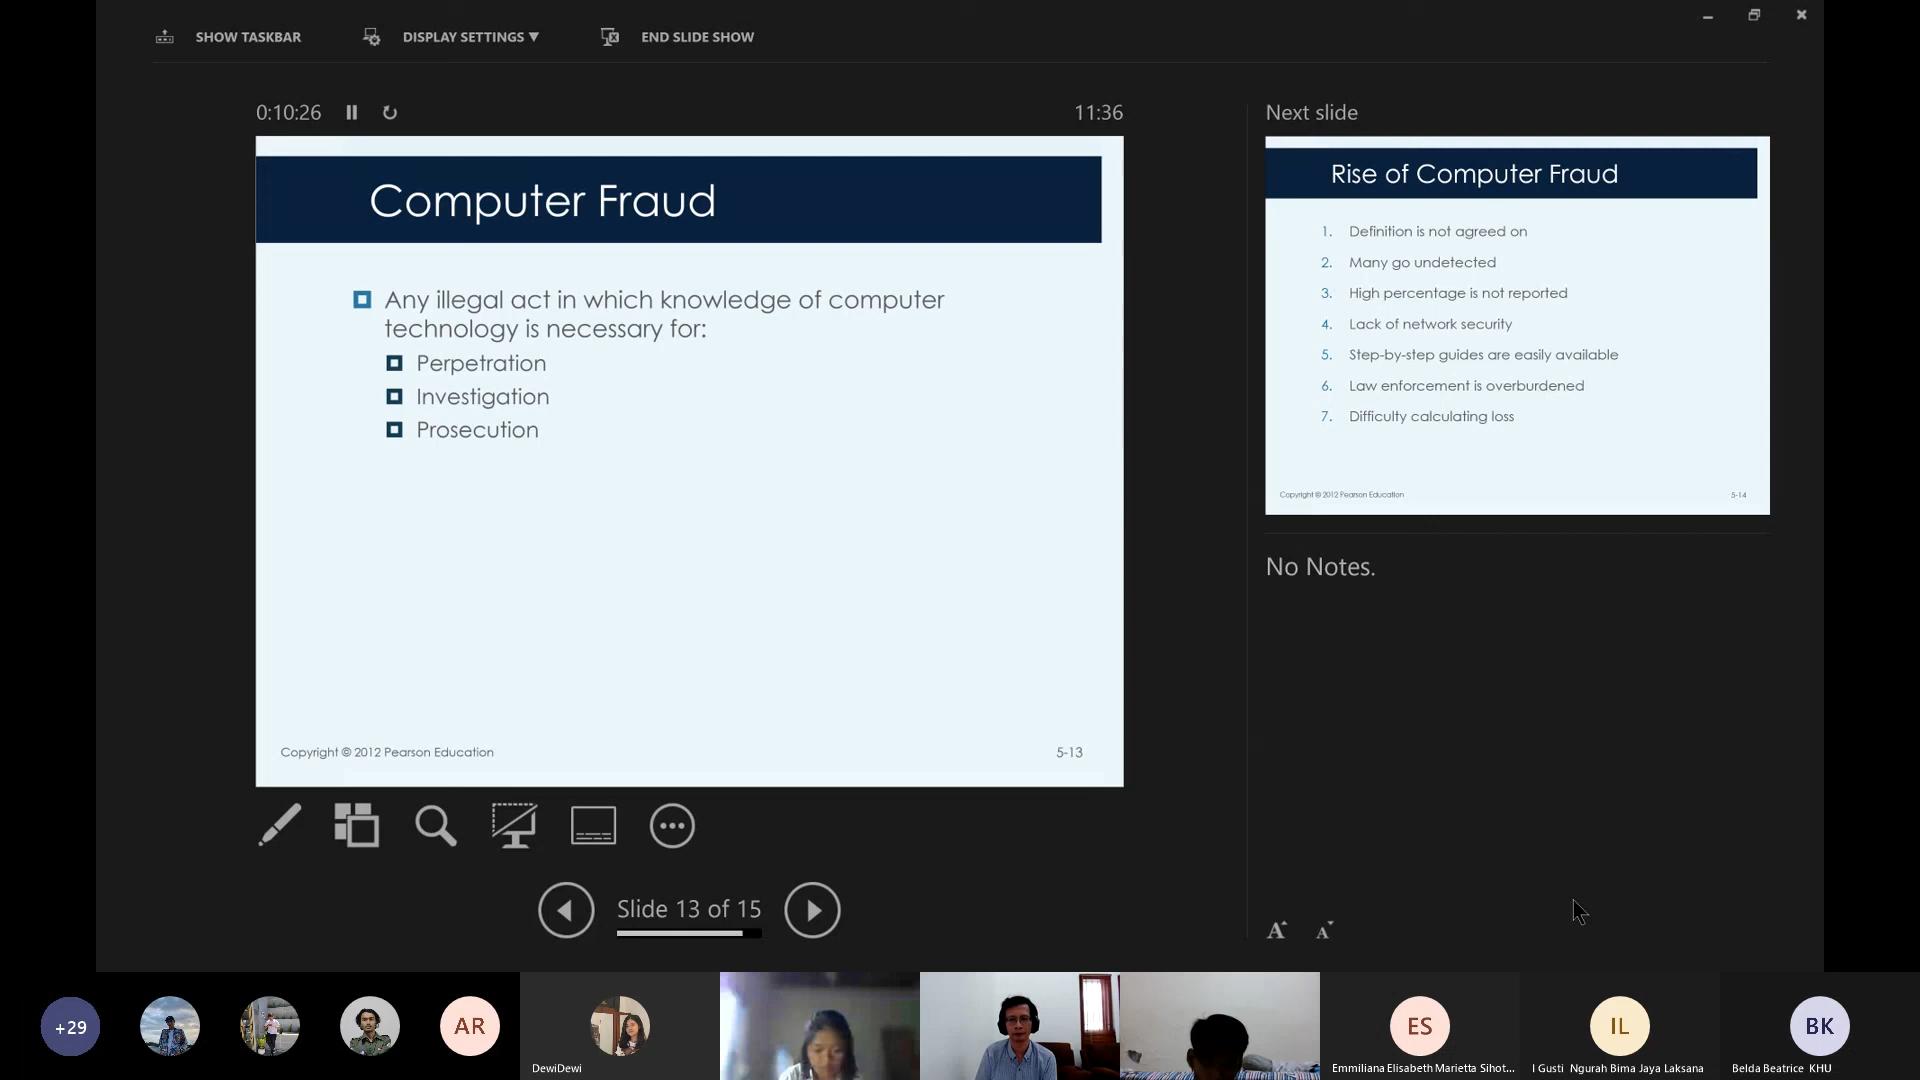 SHOW TASKBAR
DISPLAY SETTINGS ▼
END SLIDE SHOW
0:10:26
11:36
Computer Fraud
Any illegal act in which knowledge of computer
technology is necessary for:
Perpetration
Investigation
Prosecution
Copyright © 2012 Pearson Education
5-13
Slide 13 of 15
Next slide
Rise of Computer Fraud
1. Definition is not agreed on
2. Many go undetected
3. High percentage is not reported
4. Lack of network security
5. Step-by-step guides are easily available
6. Law enforcement is overburdened
7. Difficulty calculating loss
Copyright © 2012 Pearson Education
5-14
No Notes.
A A
+29
AR
DewiDewi
ES
Emmiliana Elisabeth Marietta Sihot...
IL
I Gusti Ngurah Bima Jaya Laksana
BK
Belda Beatrice KHU